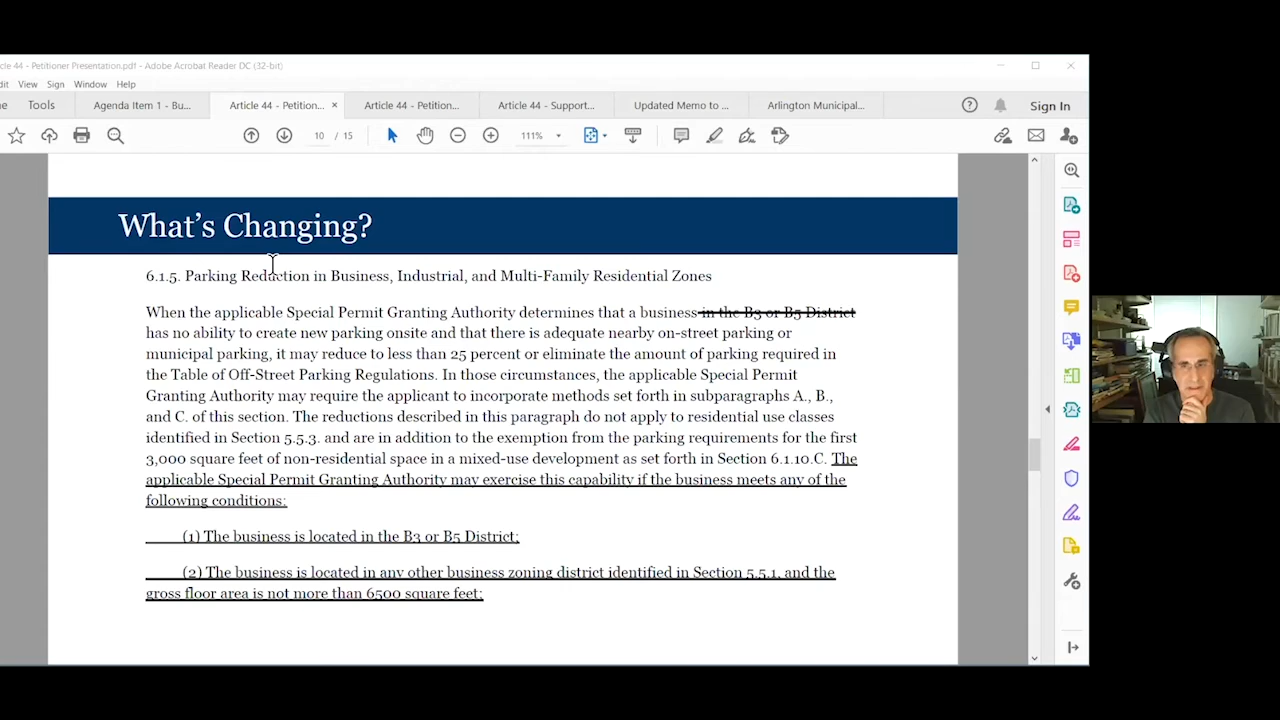 cle 44 - Petitioner Presentation.pdf - Adobe Acrobat Reader DC (32-bit)
dit View Sign Window Help
ne Tools Agenda Item 1 - Bu... Article 44 - Petition... × Article 44 - Petition... Article 44 - Support... Updated Memo to ... Arlington Municipal... Sign In
10 / 15 111%
What's Changing?
6.1.5. Parking Reduction in Business, Industrial, and Multi-Family Residential Zones
When the applicable Special Permit Granting Authority determines that a business in the B3 or B5 District
has no ability to create new parking onsite and that there is adequate nearby on-street parking or
municipal parking, it may reduce to less than 25 percent or eliminate the amount of parking required in
the Table of Off-Street Parking Regulations. In those circumstances, the applicable Special Permit
Granting Authority may require the applicant to incorporate methods set forth in subparagraphs A., B.,
and C. of this section. The reductions described in this paragraph do not apply to residential use classes
identified in Section 5.5.3. and are in addition to the exemption from the parking requirements for the first
3,000 square feet of non-residential space in a mixed-use development as set forth in Section 6.1.10.C. The
applicable Special Permit Granting Authority may exercise this capability if the business meets any of the
following conditions:
(1) The business is located in the B3 or B5 District;
(2) The business is located in any other business zoning district identified in Section 5.5.1, and the
gross floor area is not more than 6500 square feet;